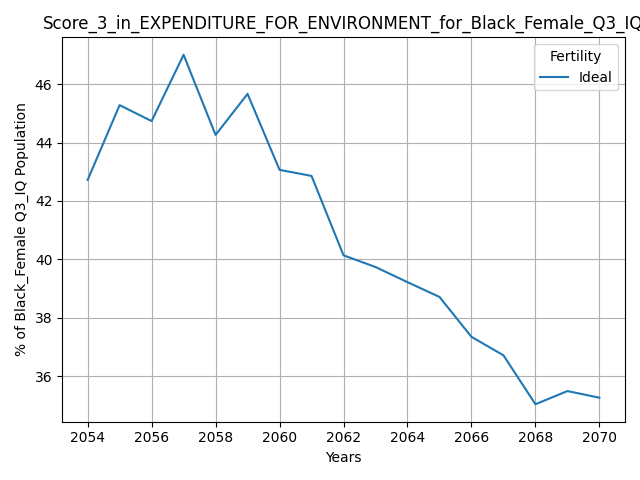 Score_3_in_EXPENDITURE_FOR_ENVIRONMENT_for_Black_Female_Q3_IQ
Fertility
Ideal
% of Black_Female Q3_IQ Population
46
44
42
40
38
36
2054 2056 2058 2060 2062 2064 2066 2068 2070
Years